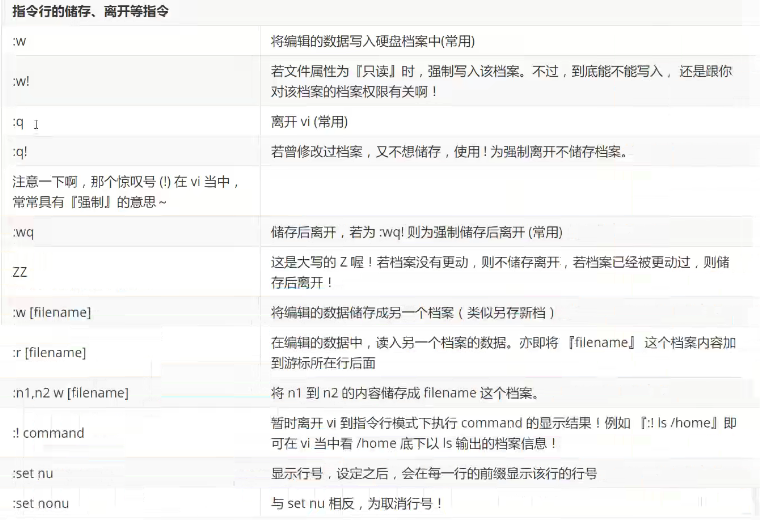 指令行的储存、离开等指令
:w
将编辑的数据写入硬盘档案中(常用)
:w!
若文件属性为『只读』时，强制写入该档案。不过，到底能不能写入， 还是跟你
对该档案的档案权限有关啊！
:q
离开 vi (常用)
:q!
若曾修改过档案，又不想储存，使用 ! 为强制离开不储存档案。
注意一下啊，那个惊叹号 (!) 在 vi 当中，
常常具有『强制』的意思～
:wq
储存后离开，若为 :wq! 则为强制储存后离开 (常用)
ZZ
这是大写的 Z 喔！若档案没有更动，则不储存离开，若档案已经被更动过，则储
存后离开！
:w [filename]
将编辑的数据储存成另一个档案（类似另存新档）
:r [filename]
在编辑的数据中，读入另一个档案的数据。亦即将 『filename』 这个档案内容加
到游标所在行后面
:n1,n2 w [filename]
将 n1 到 n2 的内容储存成 filename 这个档案。
:! command
暂时离开 vi 到指令行模式下执行 command 的显示结果！例如 『:! ls /home』即
可在 vi 当中看 /home 底下以 ls 输出的档案信息！
:set nu
显示行号，设定之后，会在每一行的前缀显示该行的行号
:set nonu
与 set nu 相反，为取消行号！